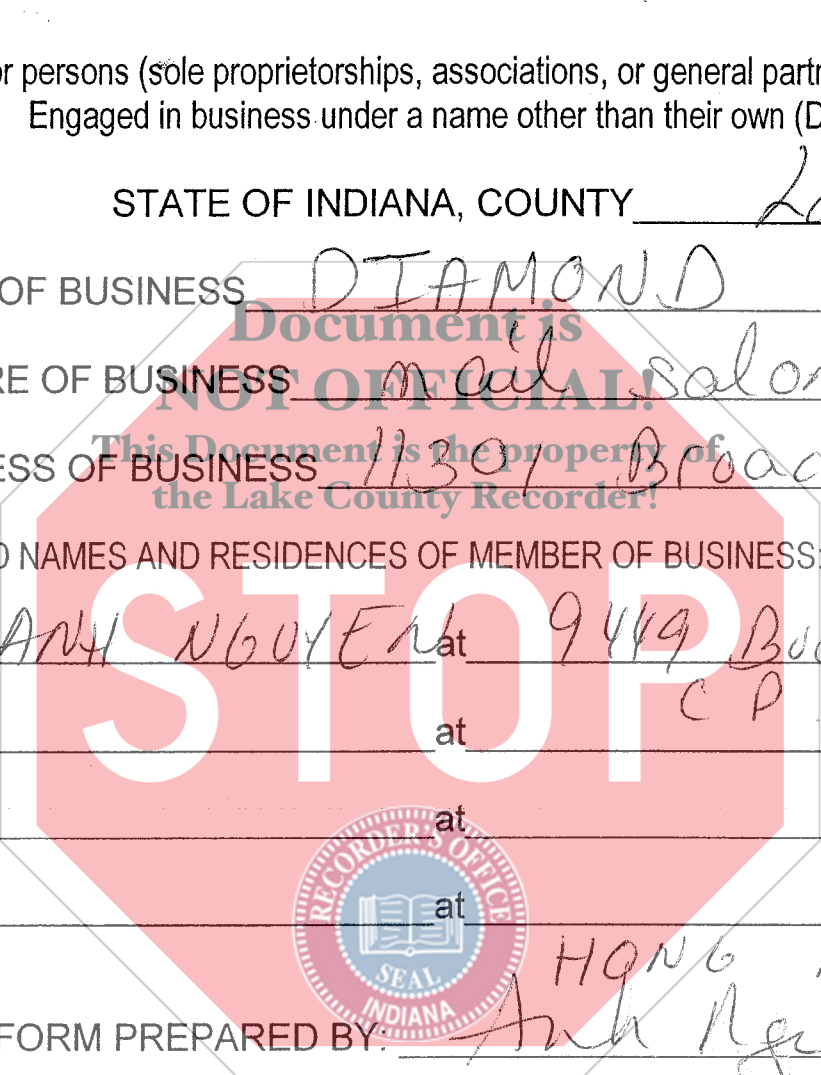 or persons (sole proprietorships, associations, or general partn
Engaged in business under a name other than their own (D
STATE OF INDIANA, COUNTY
OF BUSINESS DIAMOND
Document is
RE OF BUSINESS nail salon
NOT OFFICIAL!
This Document is the property of
ESS OF BUSINESS 11301 Broad
the Lake County Recorder!
NAMES AND RESIDENCES OF MEMBER OF BUSINESS:
STOP
ANH NGUYEN at 9449
C P
at
at
RECORDER'S OFFICE
at
SEAL
INDIANA
HONG
FORM PREPARED BY: Anh